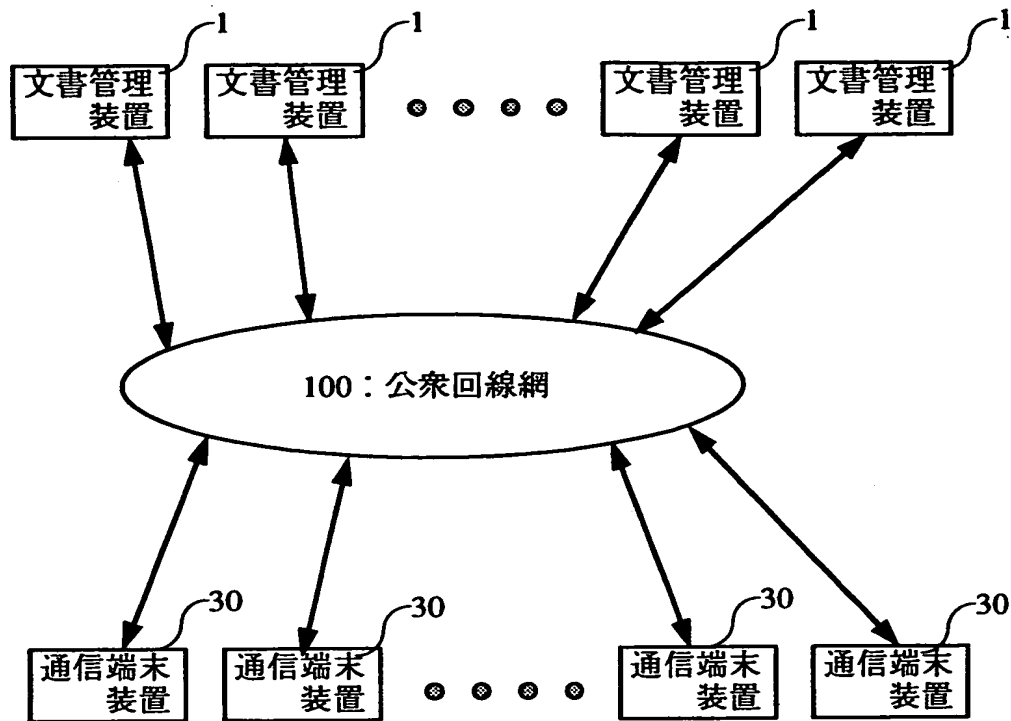 1
1
1
1
文書管理
装置
文書管理
装置
文書管理
装置
文書管理
装置
100：公衆回線網
30
30
30
30
通信端末
装置
通信端末
装置
通信端末
装置
通信端末
装置